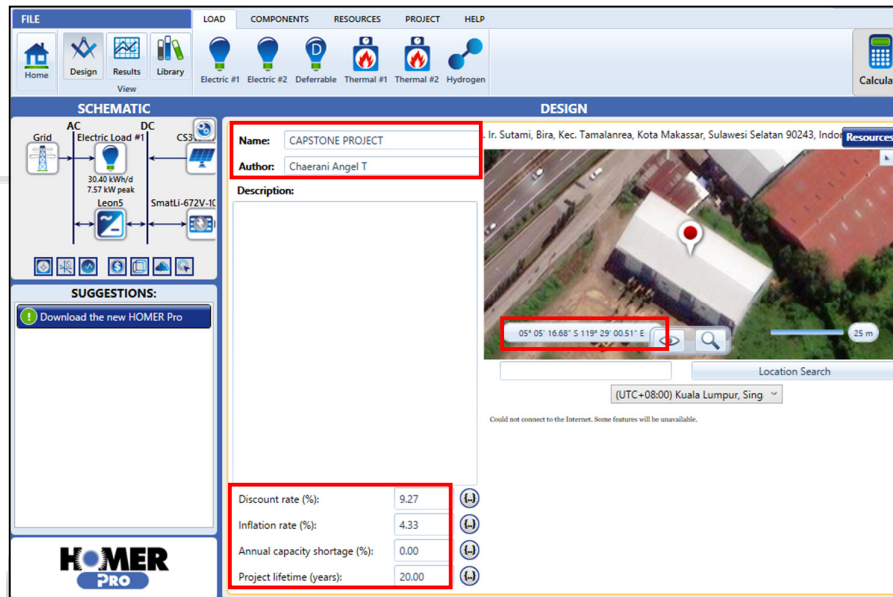 FILE
LOAD COMPONENTS RESOURCES PROJECT HELP
Home
Design Results Library
View
Electric #1 Electric #2 Deferrable Thermal #1 Thermal #2 Hydrogen
Calcula
SCHEMATIC
DESIGN
AC DC
Grid Electric Load #1 CS3
30.40 kWh/d
7.57 kW peak
Leon5 SmatLi-672V-10
SUGGESTIONS:
Download the new HOMER Pro
HOMER
PRO
Name: CAPSTONE PROJECT
Author: Chaerani Angel T
Description:
Discount rate (%): 9.27
Inflation rate (%): 4.33
Annual capacity shortage (%): 0.00
Project lifetime (years): 20.00
. Ir. Sutami, Bira, Kec. Tamalanrea, Kota Makassar, Sulawesi Selatan 90243, Indon
Resources
05° 05' 16.68" S 119° 29' 00.51" E
25 m
Location Search
(UTC+08:00) Kuala Lumpur, Sing
Could not connect to the Internet. Some features will be unavailable.